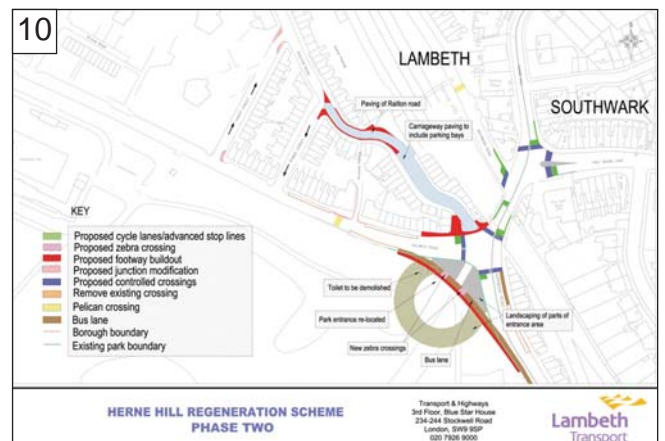 10
LAMBETH
SOUTHWARK
Paving of Railton road
Carriageway paving to
include parking bays
KEY
Proposed cycle lanes/advanced stop lines
Proposed zebra crossing
Proposed footway buildout
Proposed junction modification
Proposed controlled crossings
Remove existing crossing
Pelican crossing
Bus lane
Borough boundary
Existing park boundary
Toilet to be demolished
Park entrance re-located
New zebra crossings
Bus lane
Landscaping of parts of
entrance area
HERNE HILL REGENERATION SCHEME
PHASE TWO
Transport & Highways
3rd Floor, Blue Star House
234-244 Stockwell Road
London, SW9 9SP
020 7926 9000
Lambeth
Transport